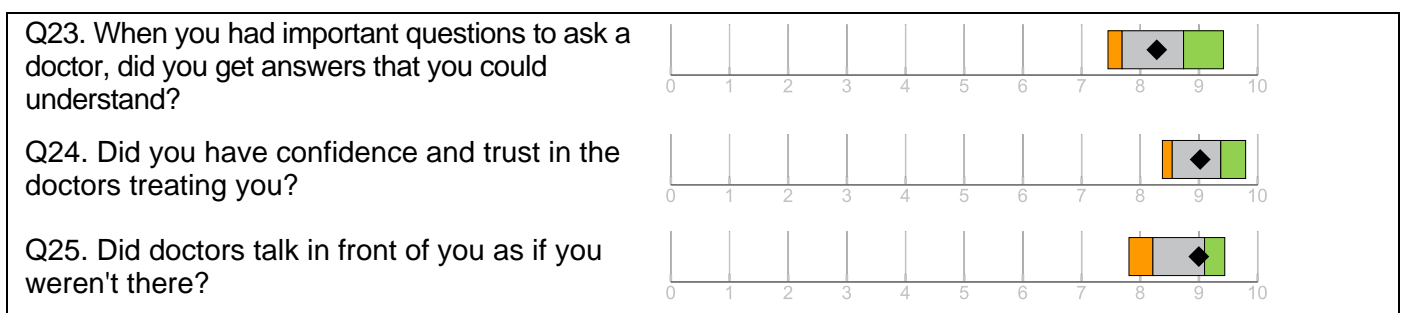 Q23. When you had important questions to ask a
doctor, did you get answers that you could
understand?
0 1 2 3 4 5 6 7 8 9 10
Q24. Did you have confidence and trust in the
doctors treating you?
0 1 2 3 4 5 6 7 8 9 10
Q25. Did doctors talk in front of you as if you
weren't there?
0 1 2 3 4 5 6 7 8 9 10